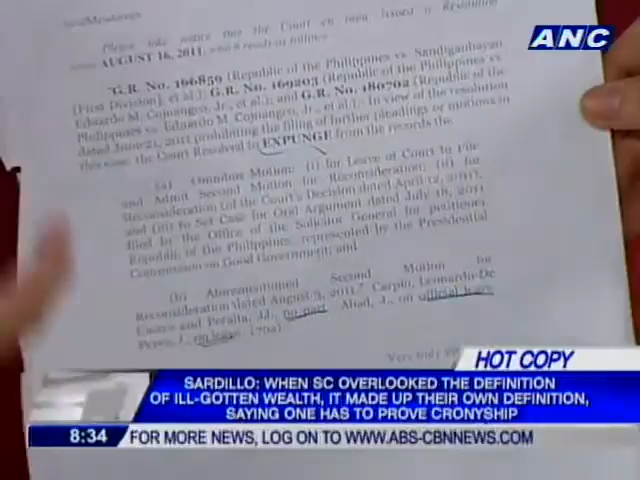 Please take notice that the Court en banc issued a Resolution
AUGUST 16, 2011, which reads as follows:
"G.R. No. 166859 (Republic of the Philippines vs. Sandiganbayan
[First Division], et al.); G.R. No. 169203 (Republic of the Philippines vs.
Eduardo M. Cojuangco, Jr., et al.); and G.R. No. 180702 (Republic of the
Philippines vs. Eduardo M. Cojuangco, Jr., et al.).- In view of the resolution
dated June 21, 2011 prohibiting the filing of further pleadings or motions in
this case, the Court Resolved to EXPUNGE from the records the
(a) Omnibus Motion: (i) for Leave of Court to File
and Admit Second Motion for Reconsideration; (ii) for
Reconsideration (of the Court's Decision dated April 12, 2011);
and (iii) to Set Case for Oral Argument dated July 18, 2011
filed by the Office of the Solicitor General for petitioner
Republic of the Philippines, represented by the Presidential
Commission on Good Government; and
(b) Aforementioned Second Motion for
Reconsideration dated August 9, 2011." Carpio, Leonardo-De
Castro and Peralta, JJ., no part. Abad, J., on official leave.
Perez, J., on leave.
Very truly
ANC
HOT COPY
SARDILLO: WHEN SC OVERLOOKED THE DEFINITION
OF ILL-GOTTEN WEALTH, IT MADE UP THEIR OWN DEFINITION,
SAYING ONE HAS TO PROVE CRONYSHIP
8:34 FOR MORE NEWS, LOG ON TO WWW.ABS-CBNNEWS.COM